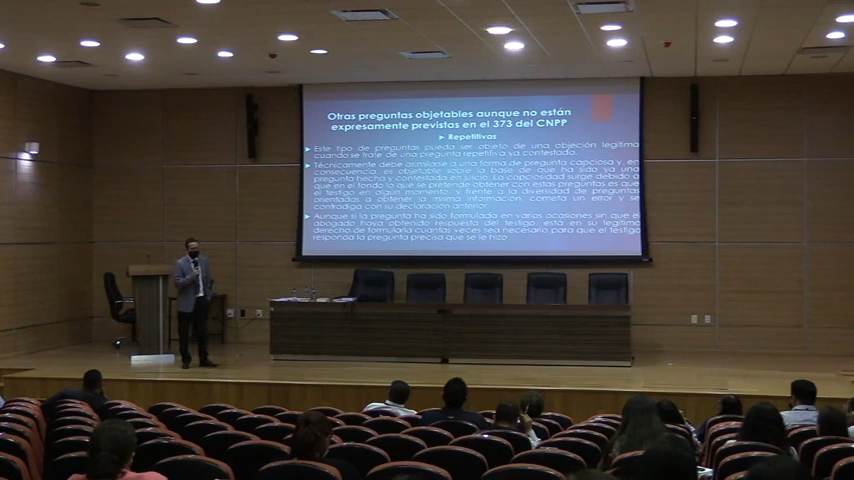 Otras preguntas objetables aunque no están
expresamente previstas en el 373 del CNPP
Repetitivas
Este tipo de preguntas pueda ser objeto de una objeción legítima
cuando se trate de una pregunta repetitiva ya contestada.
Técnicamente debe asimilarse a una forma de pregunta capciosa y, en
consecuencia, es objetable sobre la base de que ha sido ya una
pregunta hecha y contestada en juicio. La capciosidad surge debido a
que en el fondo lo que se pretende obtener con estas preguntas es que
el testigo en algún momento, y frente a la diversidad de preguntas
orientadas a obtener la misma información, cometa un error y se
contradiga con su declaración anterior.
Aunque si la pregunta ha sido formulada en varias ocasiones sin que el
abogado haya obtenido respuesta del testigo, está en su legítimo
derecho de formularla cuantas veces sea necesario para que el testigo
responda la pregunta precisa que se le hizo